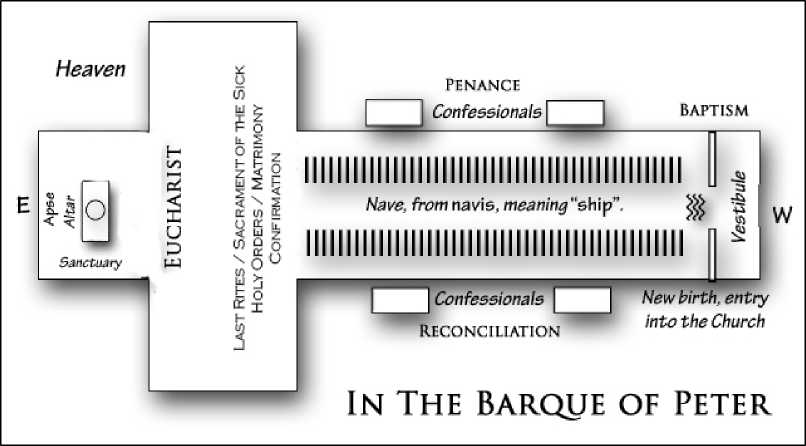 Heaven
E
Apse
Altar
Sanctuary
EUCHARIST
LAST RITES / SACRAMENT OF THE SICK
HOLY ORDERS / MATRIMONY
CONFIRMATION
PENANCE
Confessionals
BAPTISM
Nave, from navis, meaning "ship".
Vestibule
W
Confessionals
RECONCILIATION
New birth, entry
into the Church
IN THE BARQUE OF PETER